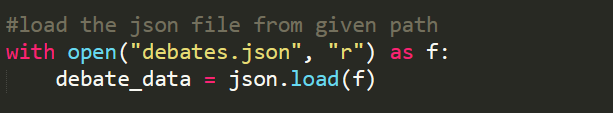 #load the json file from given path
with open("debates.json", "r") as f:
    debate_data = json.load(f)